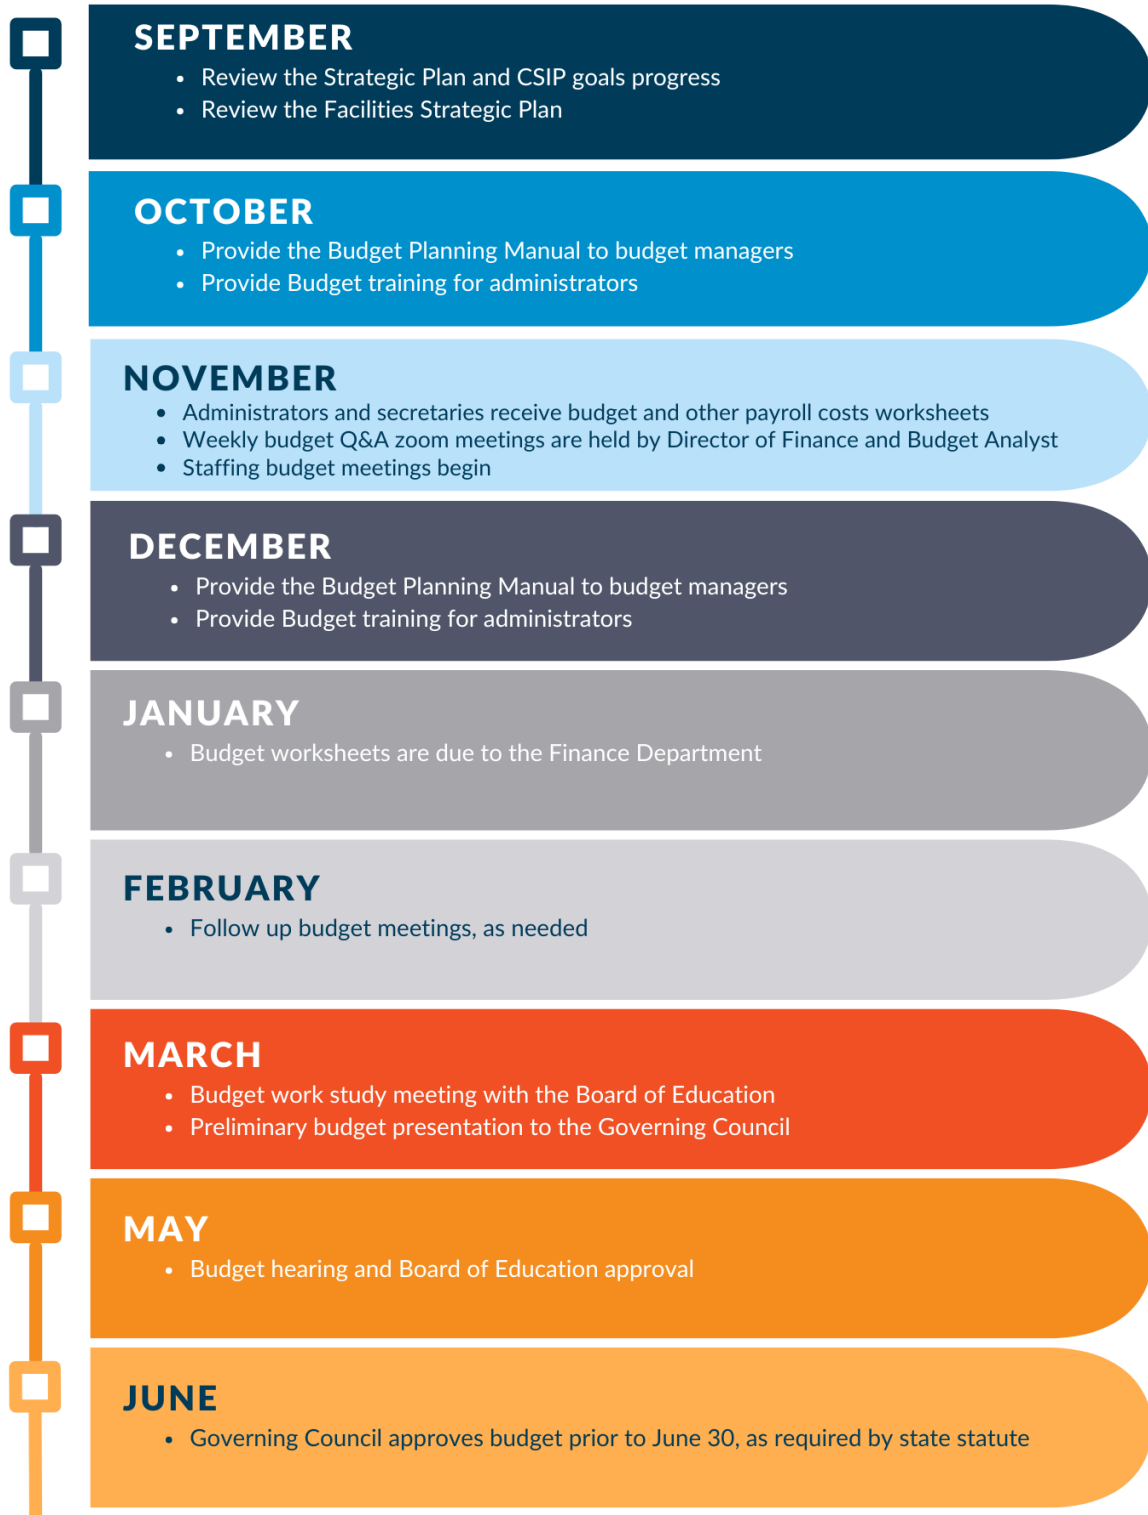 SEPTEMBER
• Review the Strategic Plan and CSIP goals progress
• Review the Facilities Strategic Plan
OCTOBER
• Provide the Budget Planning Manual to budget managers
• Provide Budget training for administrators
NOVEMBER
• Administrators and secretaries receive budget and other payroll costs worksheets
• Weekly budget Q&A zoom meetings are held by Director of Finance and Budget Analyst
• Staffing budget meetings begin
DECEMBER
• Provide the Budget Planning Manual to budget managers
• Provide Budget training for administrators
JANUARY
• Budget worksheets are due to the Finance Department
FEBRUARY
• Follow up budget meetings, as needed
MARCH
• Budget work study meeting with the Board of Education
• Preliminary budget presentation to the Governing Council
MAY
• Budget hearing and Board of Education approval
JUNE
• Governing Council approves budget prior to June 30, as required by state statute